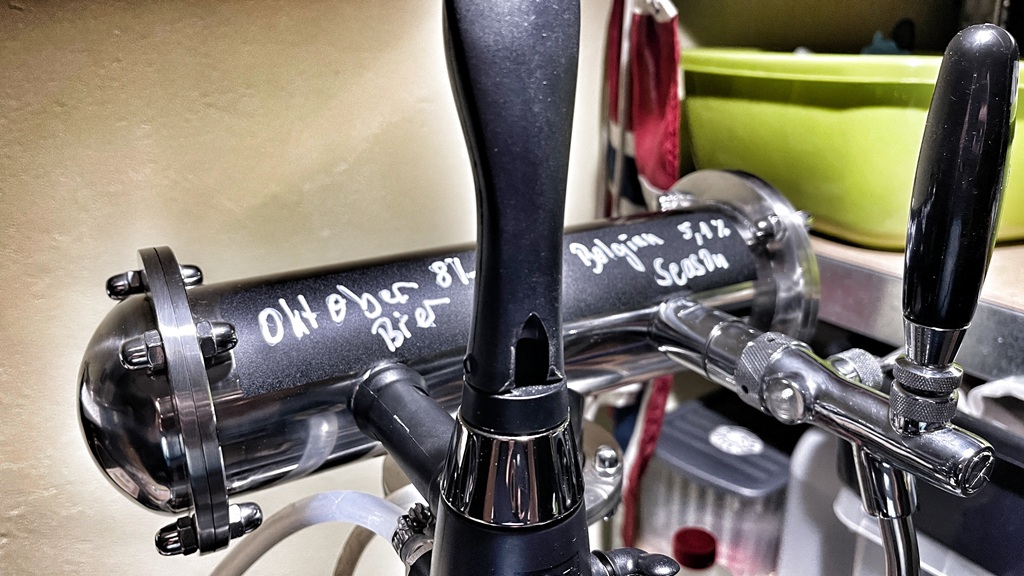 Oktober 8%
Bier
Belgian 5,1%
Season